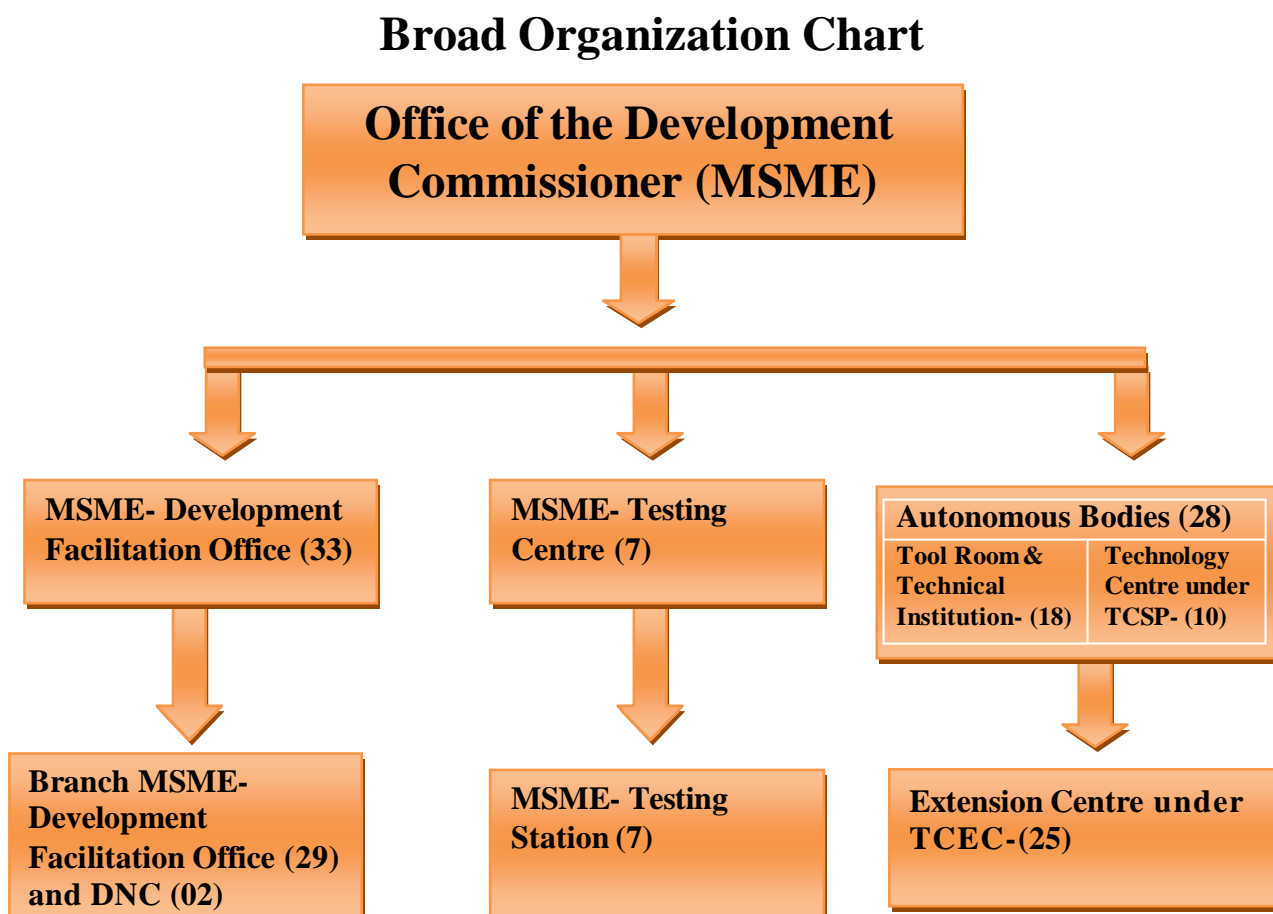 Broad Organization Chart
Office of the Development
Commissioner (MSME)
MSME- Development
Facilitation Office (33)
MSME- Testing
Centre (7)
Autonomous Bodies (28)
Tool Room &
Technical
Institution- (18)
Technology
Centre under
TCSP- (10)
Branch MSME-
Development
Facilitation Office (29)
and DNC (02)
MSME- Testing
Station (7)
Extension Centre under
TCEC-(25)